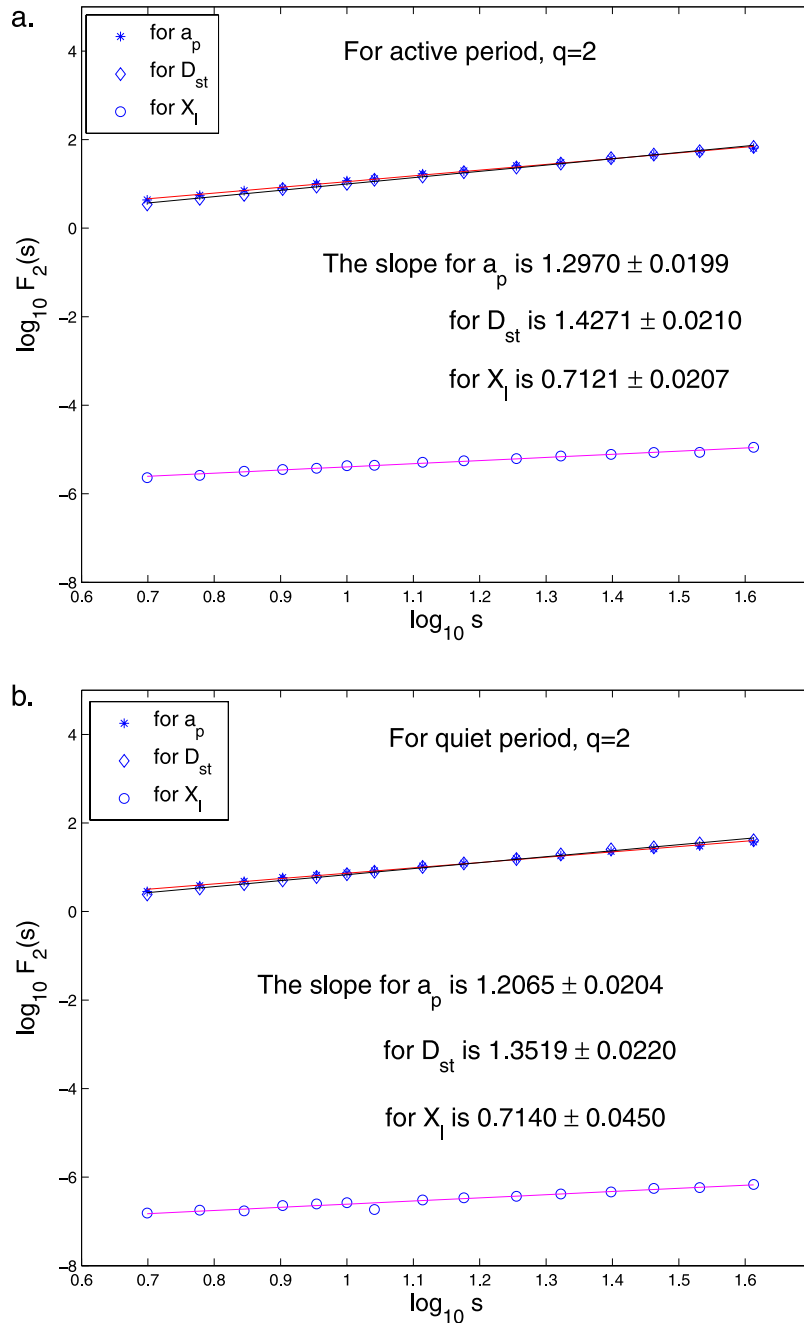 a.
for a_p
for D_st
for X_l
For active period, q=2
The slope for a_p is 1.2970 ± 0.0199
for D_st is 1.4271 ± 0.0210
for X_l is 0.7121 ± 0.0207
log_10 F_2(s)
4
2
0
−2
−4
−6
−8
0.6 0.7 0.8 0.9 1 1.1 1.2 1.3 1.4 1.5 1.6
log_10 s
b.
for a_p
for D_st
for X_l
For quiet period, q=2
The slope for a_p is 1.2065 ± 0.0204
for D_st is 1.3519 ± 0.0220
for X_l is 0.7140 ± 0.0450
log_10 F_2(s)
4
2
0
−2
−4
−6
−8
0.6 0.7 0.8 0.9 1 1.1 1.2 1.3 1.4 1.5 1.6
log_10 s